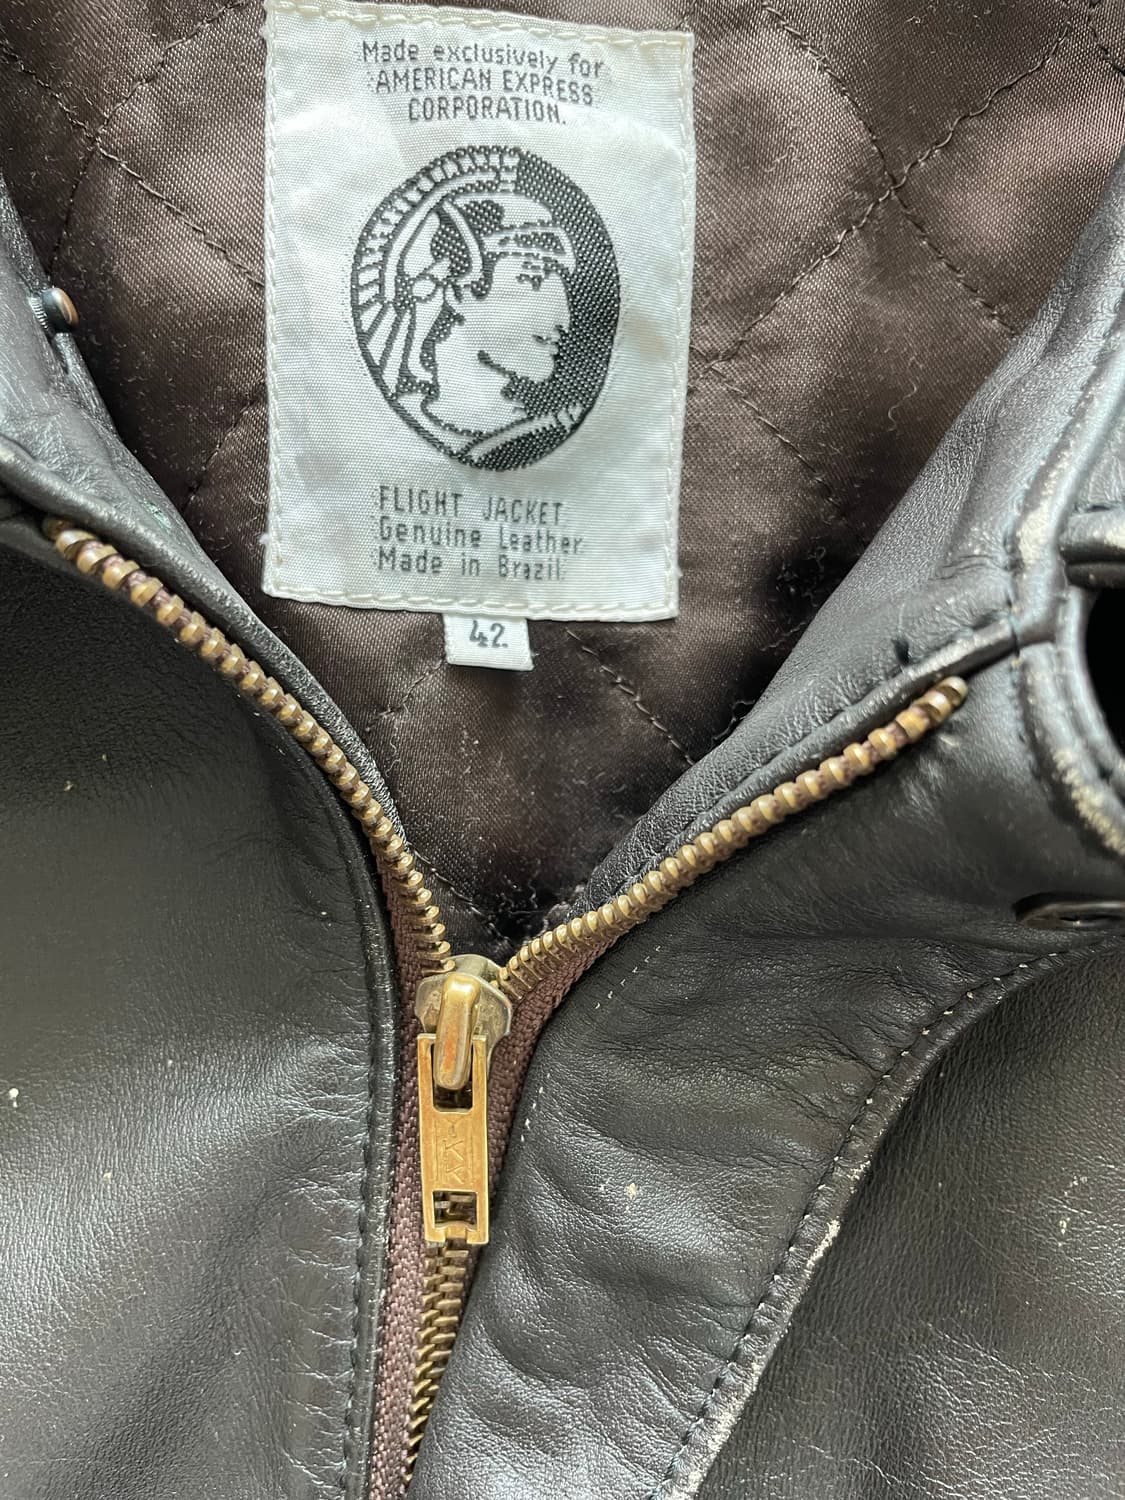 Made exclusively for
AMERICAN EXPRESS
CORPORATION.
FLIGHT JACKET
Genuine Leather
Made in Brazil
42